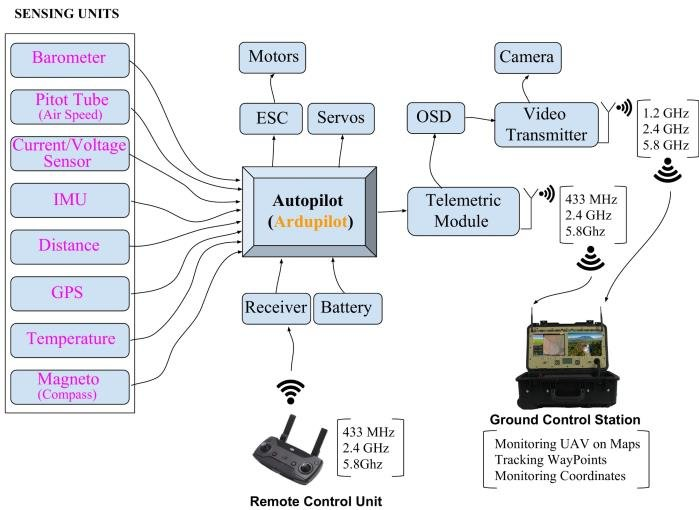 SENSING UNITS
Barometer
Pitot Tube
(Air Speed)
Current/Voltage
Sensor
IMU
Distance
GPS
Temperature
Magneto
(Compass)
Motors
ESC
Servos
Autopilot
(Ardupilot)
Receiver
Battery
Camera
OSD
Video
Transmitter
Telemetric
Module
1.2 GHz
2.4 GHz
5.8 GHz
433 MHz
2.4 GHz
5.8Ghz
433 MHz
2.4 GHz
5.8Ghz
Remote Control Unit
Ground Control Station
Monitoring UAV on Maps
Tracking WayPoints
Monitoring Coordinates